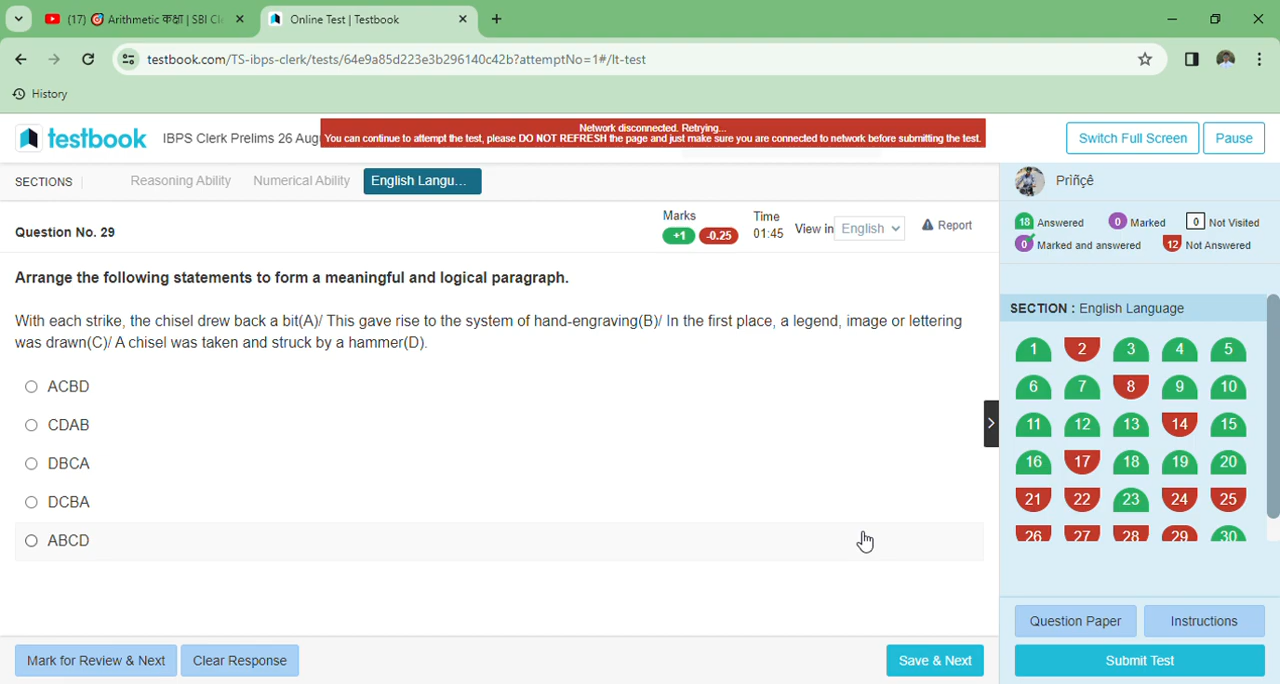 (17) 🎯 Arithmetic कक्षा | SBI Cl
Online Test | Testbook
testbook.com/TS-ibps-clerk/tests/64e9a85d223e3b296140c42b?attemptNo=1#/lt-test
History
testbook
IBPS Clerk Prelims 26 Aug
Network disconnected. Retrying...
You can continue to attempt the test, please DO NOT REFRESH the page and just make sure you are connected to network before submitting the test.
Switch Full Screen
Pause
SECTIONS
Reasoning Ability
Numerical Ability
English Langu...
Prìñçê
Question No. 29
Marks
+1
-0.25
Time
01:45
View in
English
Report
18 Answered
0 Marked
0 Not Visited
0 Marked and answered
12 Not Answered
Arrange the following statements to form a meaningful and logical paragraph.
With each strike, the chisel drew back a bit(A)/ This gave rise to the system of hand-engraving(B)/ In the first place, a legend, image or lettering
was drawn(C)/ A chisel was taken and struck by a hammer(D).
ACBD
CDAB
DBCA
DCBA
ABCD
SECTION : English Language
1 2 3 4 5
6 7 8 9 10
11 12 13 14 15
16 17 18 19 20
21 22 23 24 25
26 27 28 29 30
Question Paper
Instructions
Mark for Review & Next
Clear Response
Save & Next
Submit Test